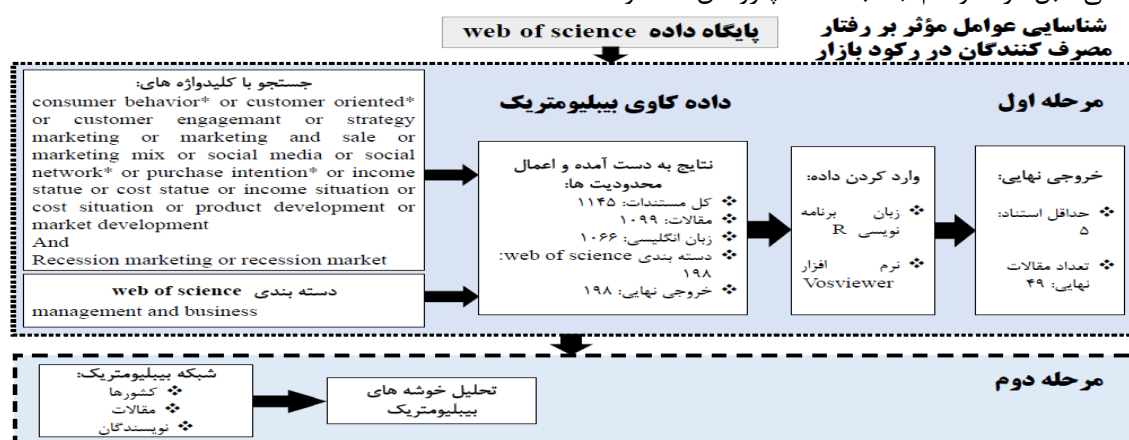 شناسایی عوامل مؤثر بر رفتار
مصرف کنندگان در رکود بازار
پایگاه داده web of science
مرحله اول
داده کاوی بیبلیومتریک
جستجو با کلیدواژه های:
consumer behavior* or customer oriented*
or customer engagemant or strategy
marketing or marketing and sale or
marketing mix or social media or social
network* or purchase intention* or income
statue or cost statue or income situation or
cost situation or product development or
market development
And
Recession marketing or recession market
دسته بندی web of science
management and business
نتایج به دست آمده و اعمال
محدودیت ها:
❖ کل مستندات: ۱۱۴۵
❖ مقالات: ۱۰۹۹
❖ زبان انگلیسی: ۱۰۶۶
❖ دسته بندی web of science:
۱۹۸
❖ خروجی نهایی: ۱۹۸
وارد کردن داده:
❖ زبان برنامه
نویسی R
❖ نرم افزار
Vosviewer
خروجی نهایی:
❖ حداقل استناد:
۵
❖ تعداد مقالات
نهایی: ۴۹
مرحله دوم
شبکه بیبلیومتریک:
❖ کشورها
❖ مقالات
❖ نویسندگان
تحلیل خوشه های
بیبلیومتریک